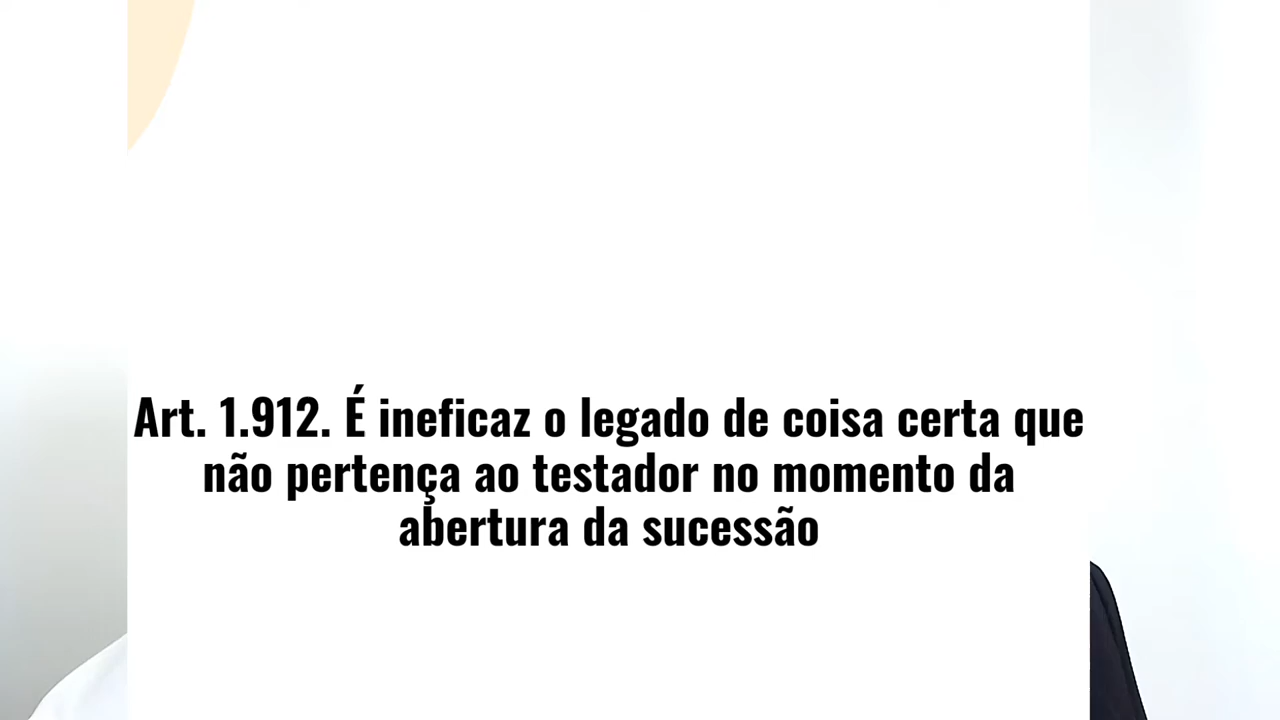 Art. 1.912. É ineficaz o legado de coisa certa que
não pertença ao testador no momento da
abertura da sucessão